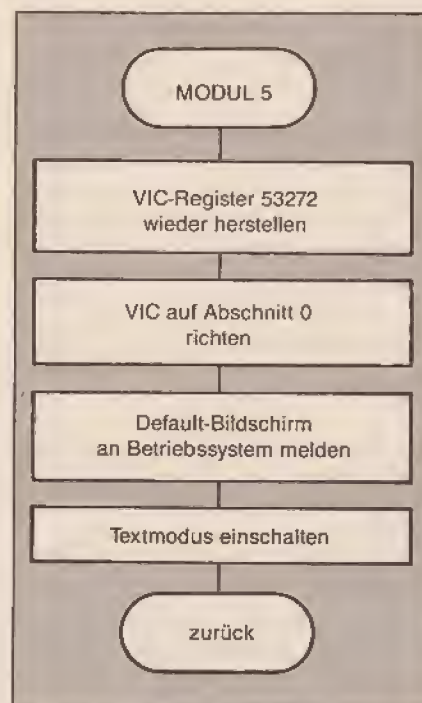 MODUL 5
VIC-Register 53272
wieder herstellen
VIC auf Abschnitt 0
richten
Default-Bildschirm
an Betriebssystem melden
Textmodus einschalten
zurück